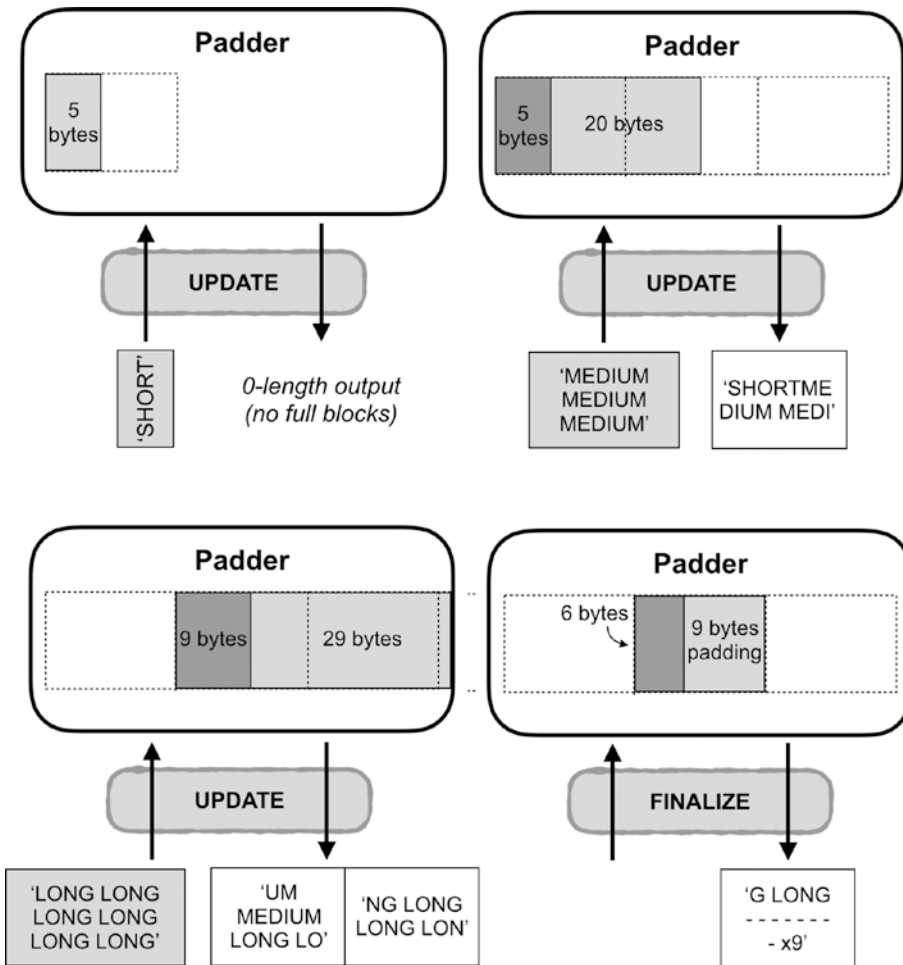 Padder
5
bytes
UPDATE
‘SHORT’
0-length output
(no full blocks)
Padder
5
bytes
20 bytes
UPDATE
‘MEDIUM
MEDIUM
MEDIUM’
‘SHORTME
DIUM MEDI’
Padder
9 bytes
29 bytes
UPDATE
‘LONG LONG
LONG LONG
LONG LONG’
‘UM
MEDIUM
LONG LO’
‘NG LONG
LONG LON’
Padder
6 bytes
9 bytes
padding
FINALIZE
‘G LONG
- - - - - - -
- x9’